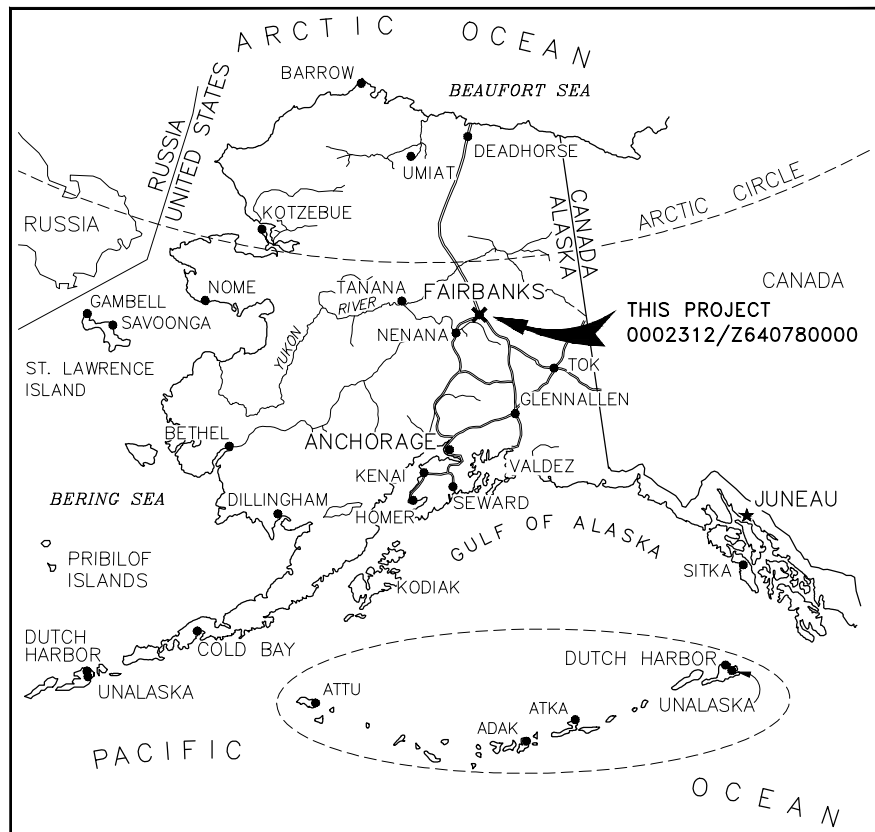 ARCTIC OCEAN
BARROW
BEAUFORT SEA
RUSSIA
UNITED STATES
DEADHORSE
UMIAT
RUSSIA
KOTZEBUE
CANADA
ALASKA
ARCTIC CIRCLE
CANADA
NOME
TANANA
FAIRBANKS
GAMBELL
SAVOONGA
YUKON RIVER
NENANA
THIS PROJECT
0002312/Z640780000
ST. LAWRENCE
ISLAND
TOK
GLENNALLEN
BETHEL
ANCHORAGE
KENAI
VALDEZ
BERING SEA
DILLINGHAM
HOMER
SEWARD
JUNEAU
GULF OF ALASKA
PRIBILOF
ISLANDS
KODIAK
SITKA
DUTCH
HARBOR
COLD BAY
UNALASKA
DUTCH HARBOR
UNALASKA
ATTU
ATKA
ADAK
PACIFIC
OCEAN